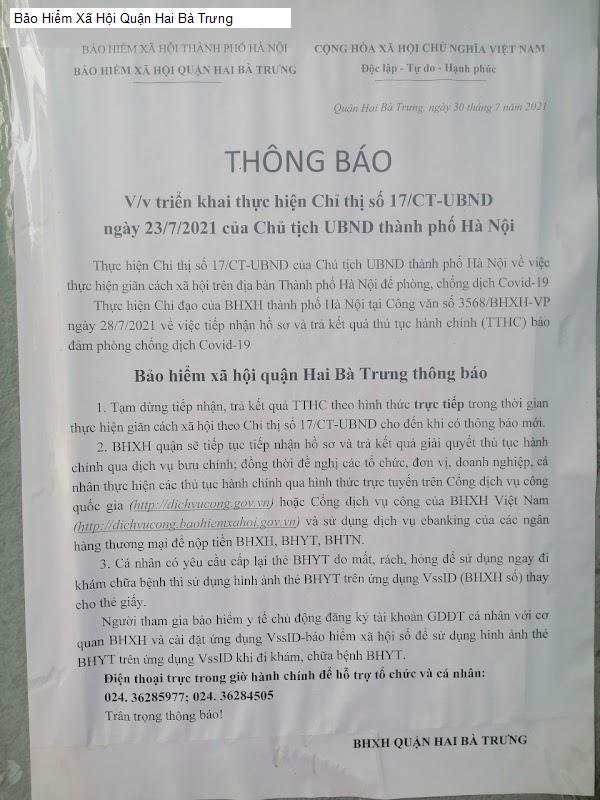 Bảo Hiểm Xã Hội Quận Hai Bà Trưng
BẢO HIỂM XÃ HỘI THÀNH PHỐ HÀ NỘI
BẢO HIỂM XÃ HỘI QUẬN HAI BÀ TRƯNG
CỘNG HÒA XÃ HỘI CHỦ NGHĨA VIỆT NAM
Độc lập - Tự do - Hạnh phúc
Quận Hai Bà Trưng, ngày 30 tháng 7 năm 2021
THÔNG BÁO
V/v triển khai thực hiện Chỉ thị số 17/CT-UBND
ngày 23/7/2021 của Chủ tịch UBND thành phố Hà Nội
Thực hiện Chỉ thị số 17/CT-UBND của Chủ tịch UBND thành phố Hà Nội về việc
thực hiện giãn cách xã hội trên địa bàn Thành phố Hà Nội để phòng, chống dịch Covid-19
Thực hiện Chỉ đạo của BHXH thành phố Hà Nội tại Công văn số 3568/BHXH-VP
ngày 28/7/2021 về việc tiếp nhận hồ sơ và trả kết quả thủ tục hành chính (TTHC) bảo
đảm phòng chống dịch Covid-19
Bảo hiểm xã hội quận Hai Bà Trưng thông báo
1. Tạm dừng tiếp nhận, trả kết quả TTHC theo hình thức trực tiếp trong thời gian
thực hiện giãn cách xã hội theo Chỉ thị số 17/CT-UBND cho đến khi có thông báo mới.
2. BHXH quận sẽ tiếp tục tiếp nhận hồ sơ và trả kết quả giải quyết thủ tục hành
chính qua dịch vụ bưu chính; đồng thời đề nghị các tổ chức, đơn vị, doanh nghiệp, cá
nhân thực hiện các thủ tục hành chính qua hình thức trực tuyến trên Cổng dịch vụ công
quốc gia (http://dichvucong.gov.vn) hoặc Cổng dịch vụ công của BHXH Việt Nam
(http://dichvucong.baohiemxahoi.gov.vn) và sử dụng dịch vụ ebanking của các ngân
hàng thương mại để nộp tiền BHXH, BHYT, BHTN.
3. Cá nhân có yêu cầu cấp lại thẻ BHYT do mất, rách, hỏng để sử dụng ngay đi
khám chữa bệnh thì sử dụng hình ảnh thẻ BHYT trên ứng dụng VssID (BHXH số) thay
cho thẻ giấy.
Người tham gia bảo hiểm y tế chủ động đăng ký tài khoản GDĐT cá nhân với cơ
quan BHXH và cài đặt ứng dụng VssID-bảo hiểm xã hội số để sử dụng hình ảnh thẻ
BHYT trên ứng dụng VssID khi đi khám, chữa bệnh BHYT.
Điện thoại trực trong giờ hành chính để hỗ trợ tổ chức và cá nhân:
024. 36285977; 024. 36284505
Trân trọng thông báo!
BHXH QUẬN HAI BÀ TRƯNG